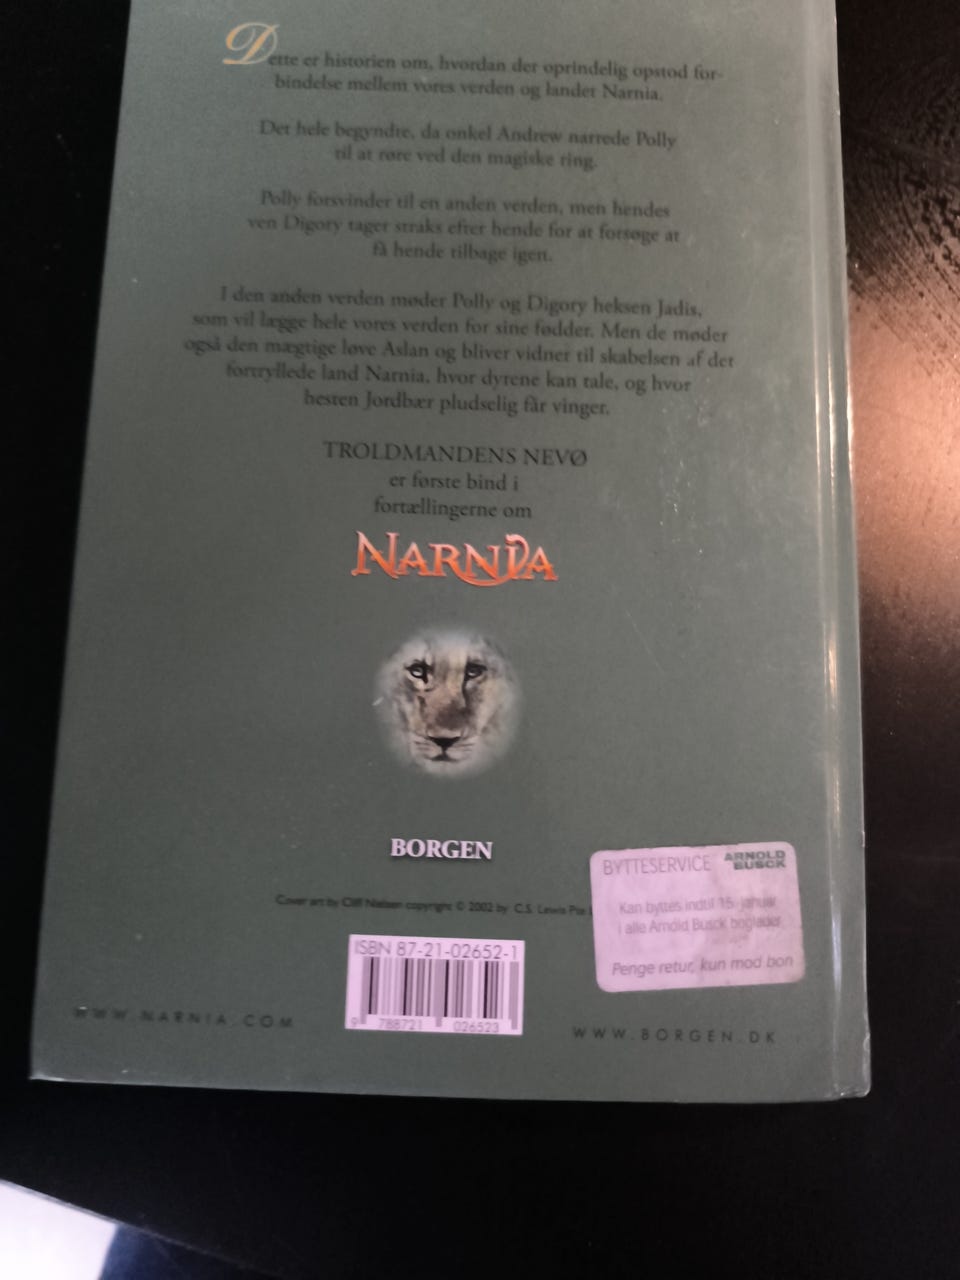 Dette er historien om, hvordan der oprindelig opstod for-
bindelse mellem vores verden og landet Narnia.
Det hele begyndte, da onkel Andrew narrede Polly
til at røre ved den magiske ring.
Polly forsvinder til en anden verden, men hendes
ven Digory tager straks efter hende for at forsøge at
få hende tilbage igen.
I den anden verden møder Polly og Digory heksen Jadis,
som vil lægge hele vores verden for sine fødder. Men de møder
også den mægtige løve Aslan og bliver vidner til skabelsen af det
fortryllede land Narnia, hvor dyrene kan tale, og hvor
hesten Jordbær pludselig får vinger.
TROLDMANDENS NEVØ
er første bind i
fortællingerne om
NARNIA
BORGEN
BYTTESERVICE ARNOLD BUSCK
Kan byttes indtil 15. januar
i alle Arnold Busck boglader
Penge retur, kun mod bon
Cover art by Cliff Nielsen copyright © 2002 by C.S. Lewis Pte
ISBN 87-21-02652-1
9 788721 026523
WWW.NARNIA.COM
WWW.BORGEN.DK